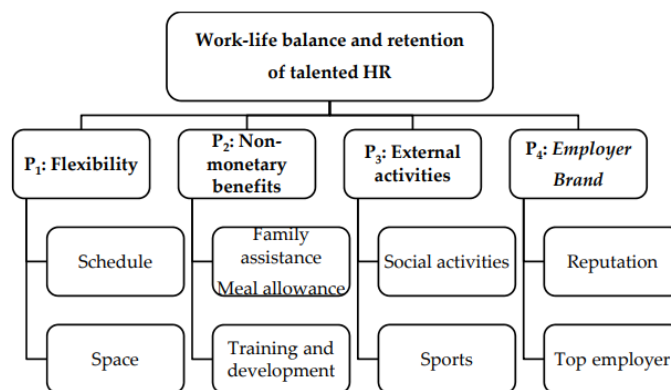 Work-life balance and retention
of talented HR
P₁: Flexibility
P₂: Non-
monetary
benefits
P₃: External
activities
P₄: Employer
Brand
Schedule
Family
assistance
Meal allowance
Social activities
Reputation
Space
Training and
development
Sports
Top employer